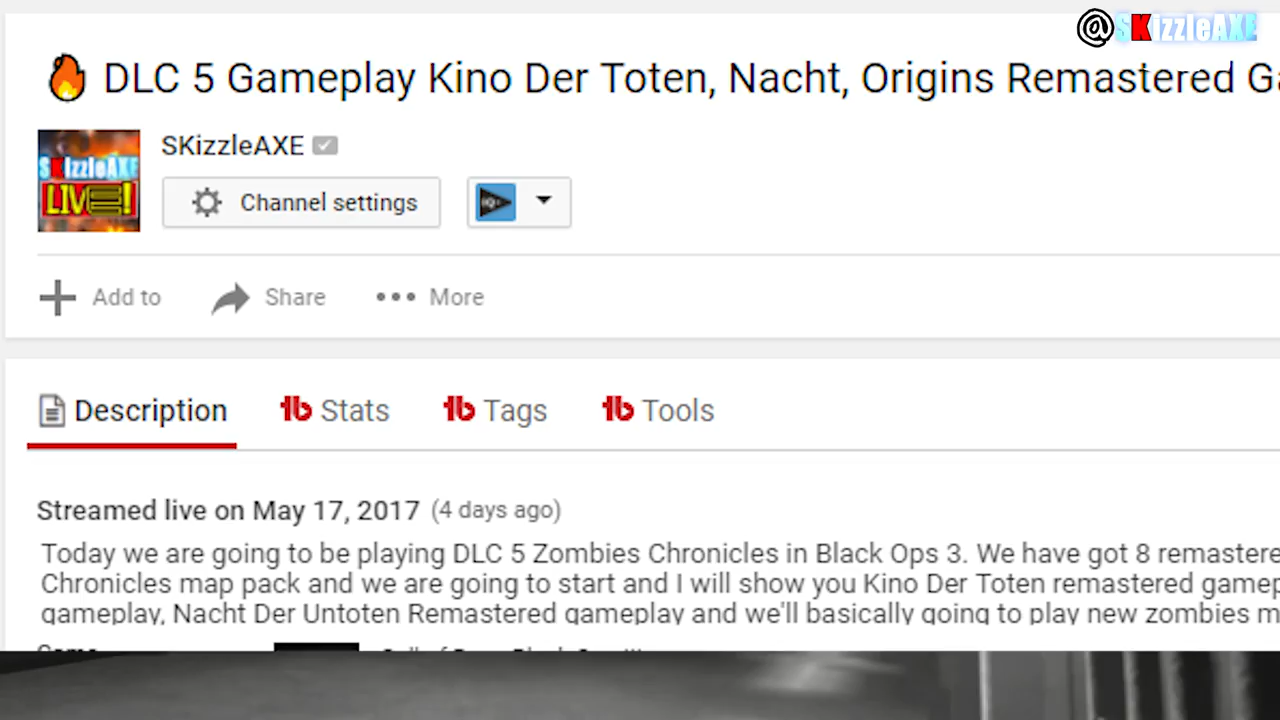 @SKizzleAXE
🔥 DLC 5 Gameplay Kino Der Toten, Nacht, Origins Remastered Ga
SKizzleAXE
SKizzleAXE
LIVE!
Channel settings
Add to
Share
More
Description
Stats
Tags
Tools
Streamed live on May 17, 2017 (4 days ago)
Today we are going to be playing DLC 5 Zombies Chronicles in Black Ops 3. We have got 8 remastere
Chronicles map pack and we are going to start and I will show you Kino Der Toten remastered gamep
gameplay, Nacht Der Untoten Remastered gameplay and we'll basically going to play new zombies m